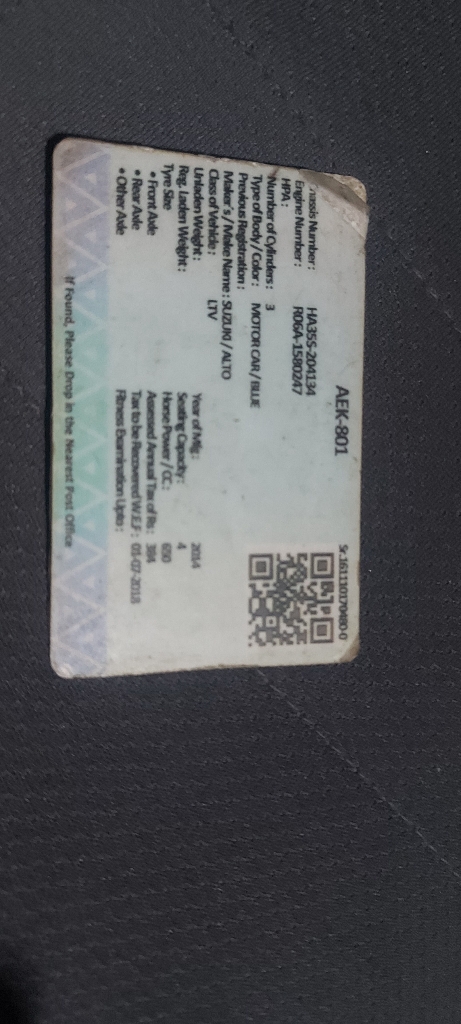 AEK-801
Sr.161110170480-0
Chassis Number : HA35S-204134
Engine Number : R06A-1580247
HPA :
Number of Cylinders : 3
Type of Body / Color : MOTOR CAR / BLUE
Previous Registration :
Maker's / Make Name : SUZUKI / ALTO
Class of Vehicle : LTV
Unladen Weight : Year of Mfg : 2014
Reg. Laden Weight : Seating Capacity : 4
Tyre Size Horse Power / CC : 650
• Front Axle Assessed Annual Tax of Rs : 384
• Rear Axle Tax to be Recovered W.E.F : 01-07-2018
• Other Axle Fitness Examination Upto :
If Found, Please Drop in the Nearest Post Office